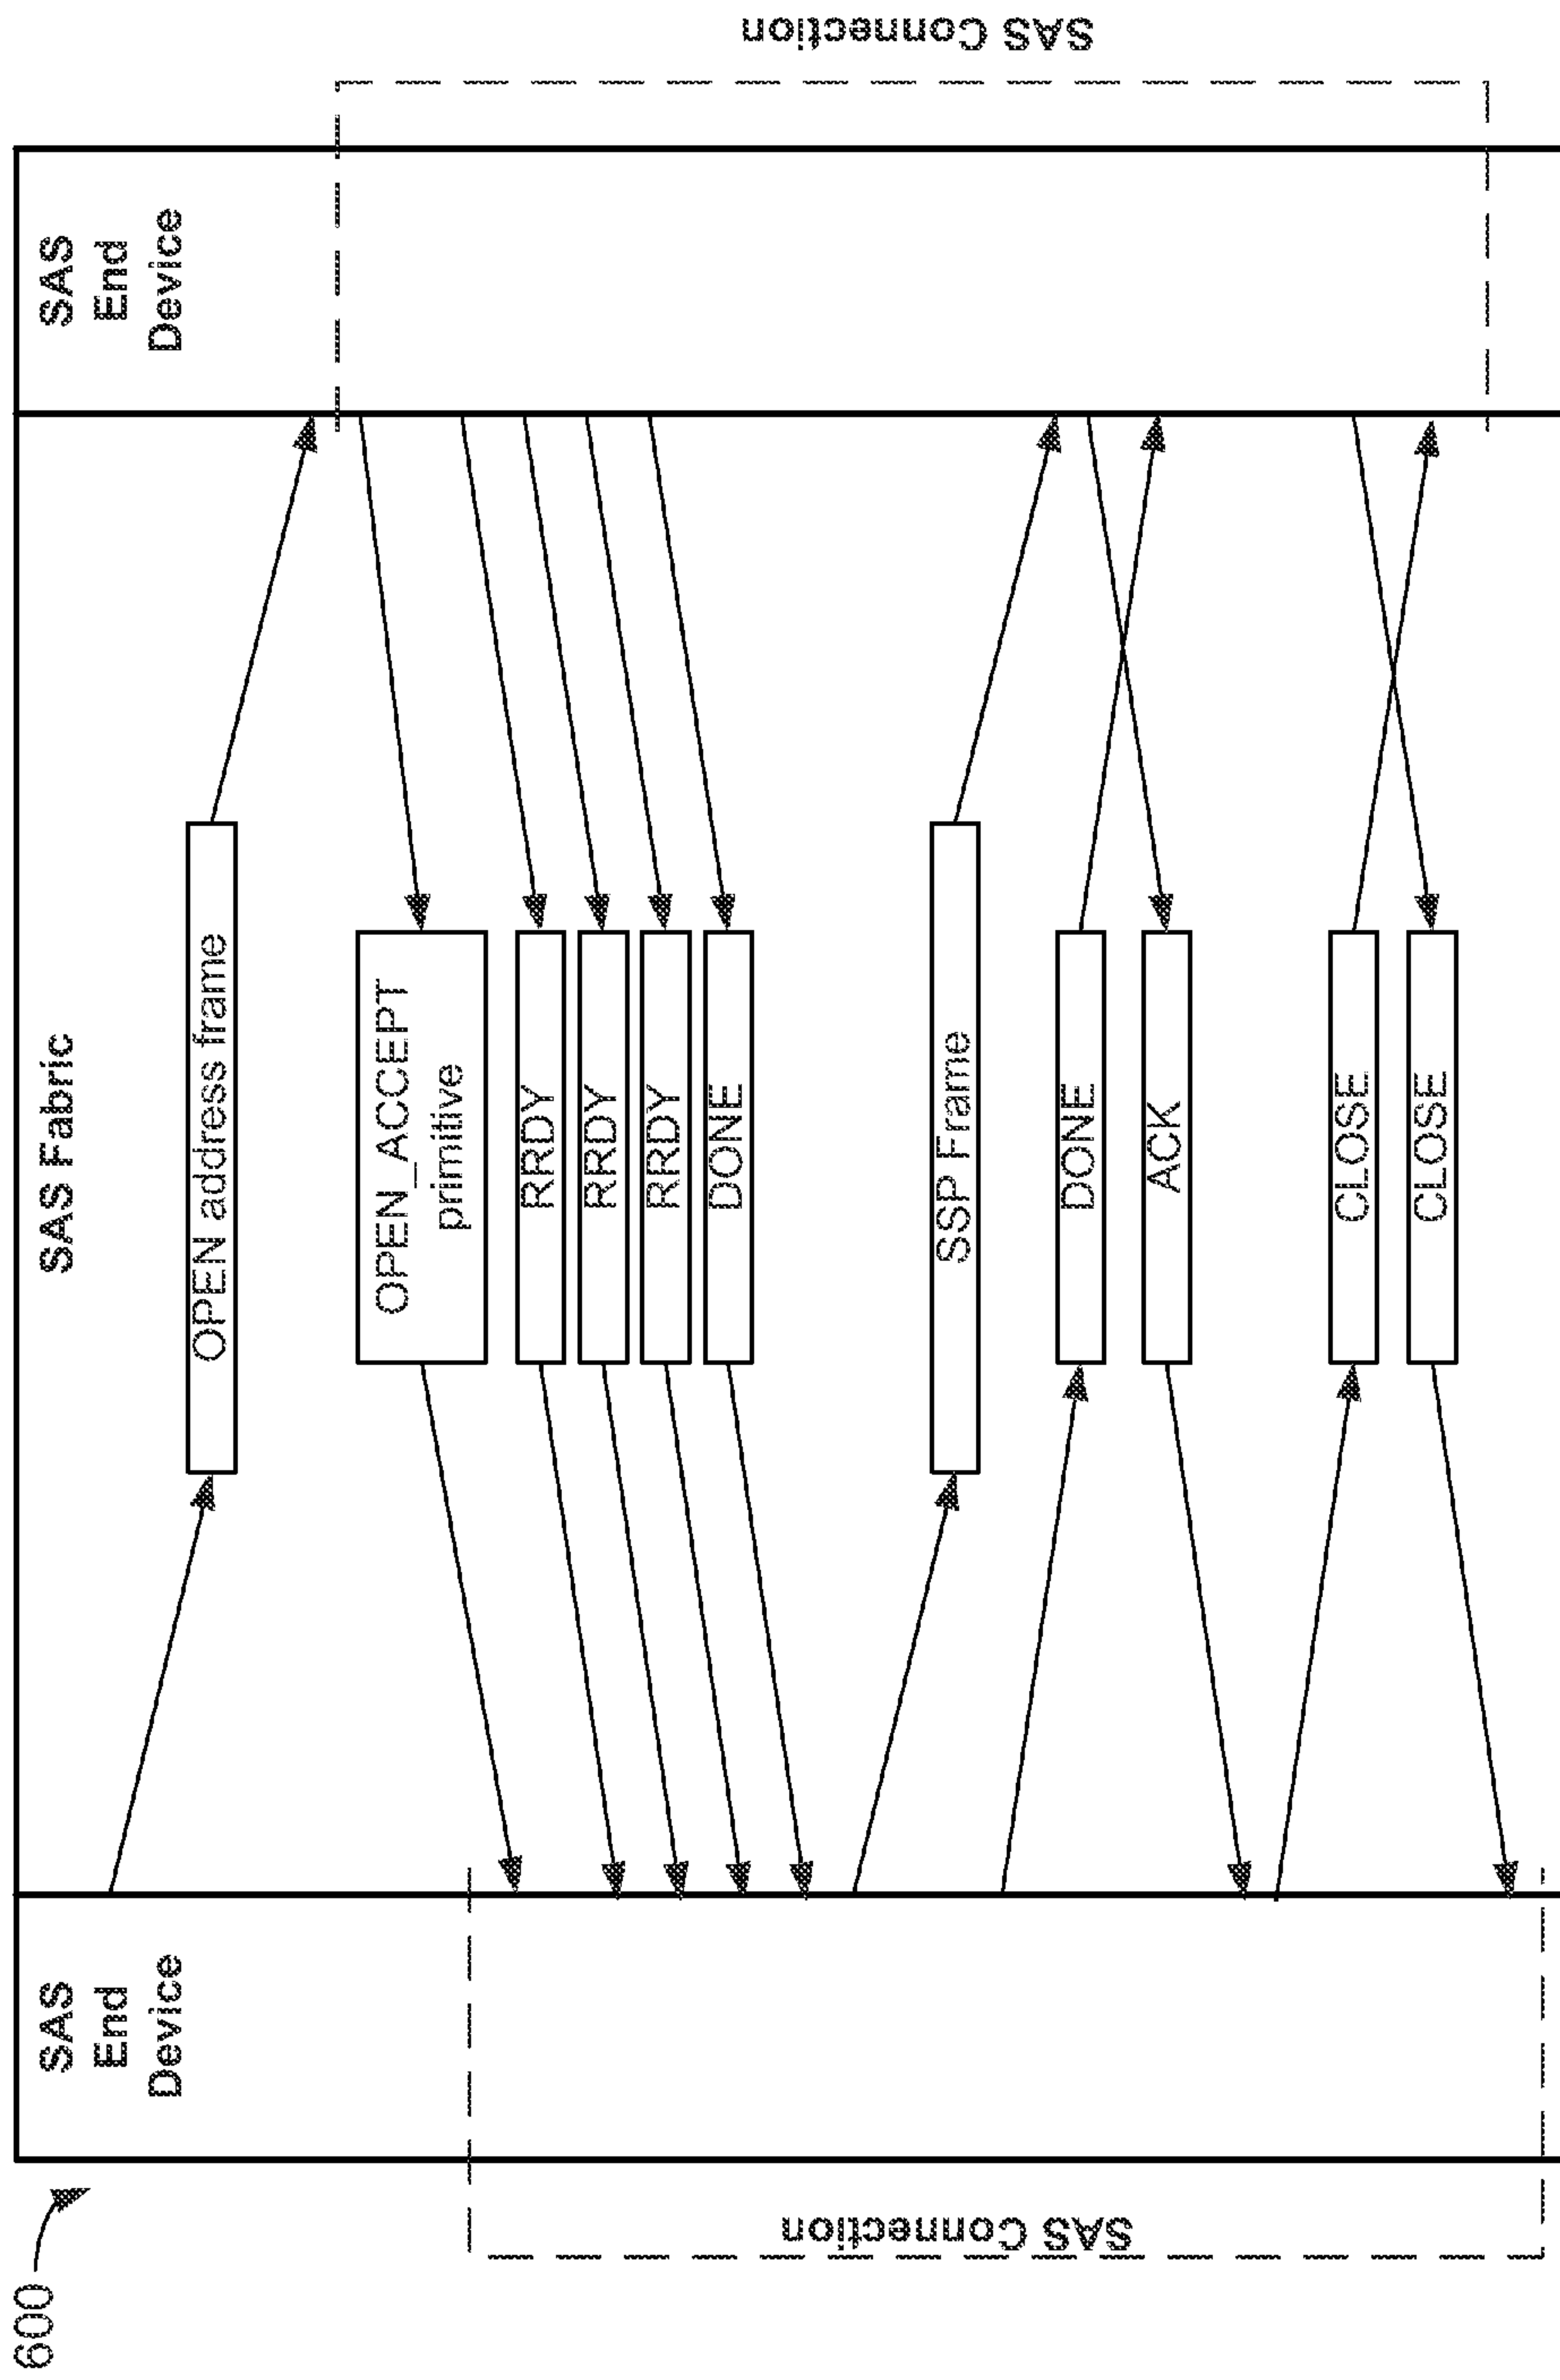 600
SAS
End
Device
SAS Fabric
SAS
End
Device
OPEN address frame
OPEN_ACCEPT
primitive
RRDY
RRDY
RRDY
DONE
SSP Frame
DONE
ACK
CLOSE
CLOSE
SAS Connection
SAS Connection